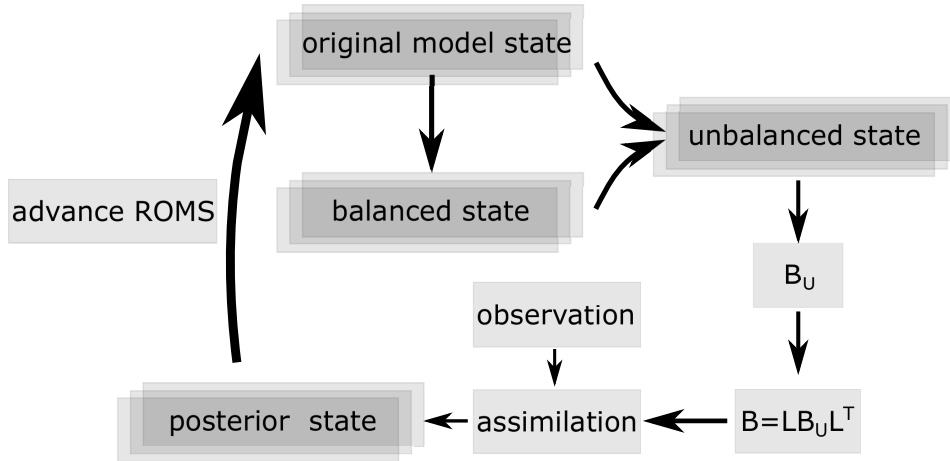 original model state
unbalanced state
advance ROMS
balanced state
B_U
observation
posterior state
assimilation
B=LB_UL^T